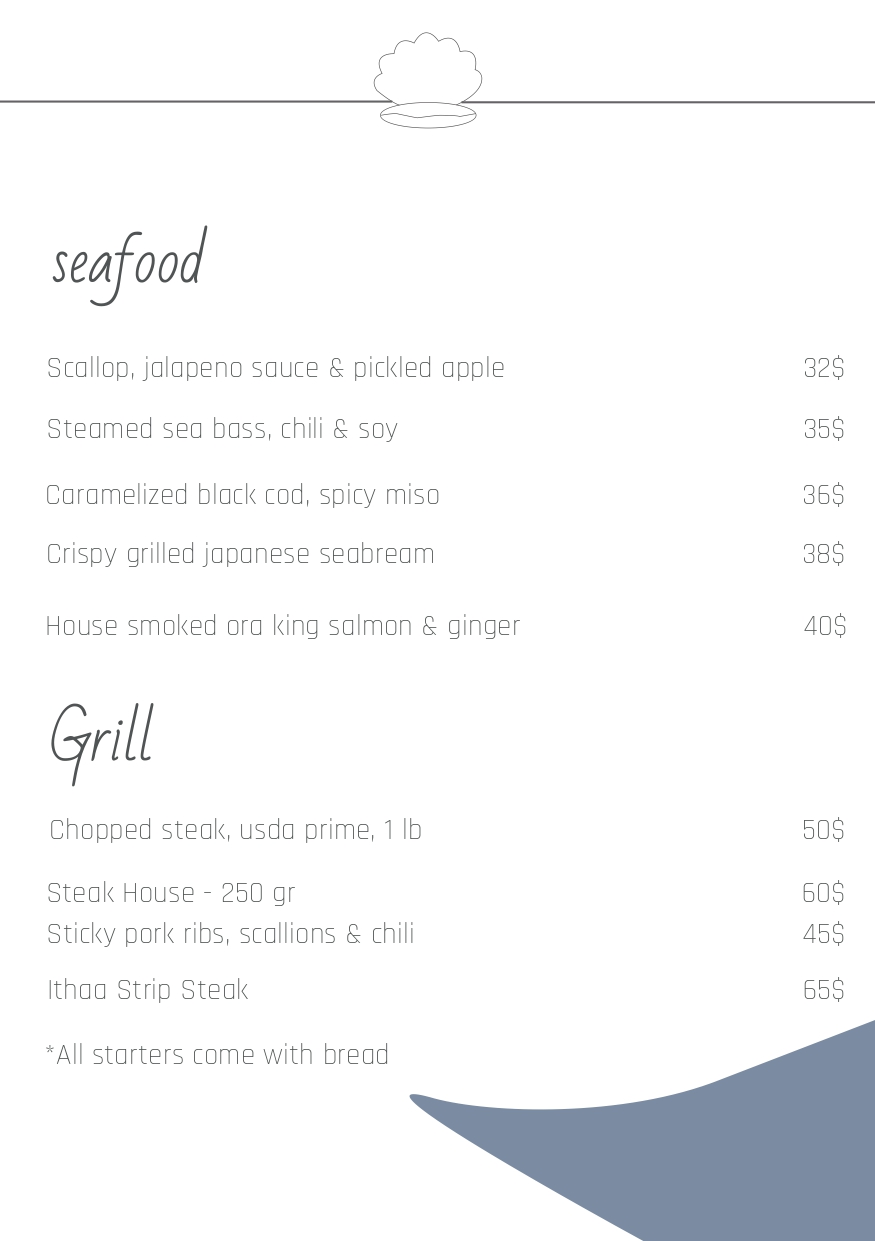 seafood
Scallop, jalapeno sauce & pickled apple 32$
Steamed sea bass, chili & soy 35$
Caramelized black cod, spicy miso 36$
Crispy grilled japanese seabream 38$
House smoked ora king salmon & ginger 40$
Grill
Chopped steak, usda prime, 1 lb 50$
Steak House - 250 gr 60$
Sticky pork ribs, scallions & chili 45$
Ithaa Strip Steak 65$
*All starters come with bread